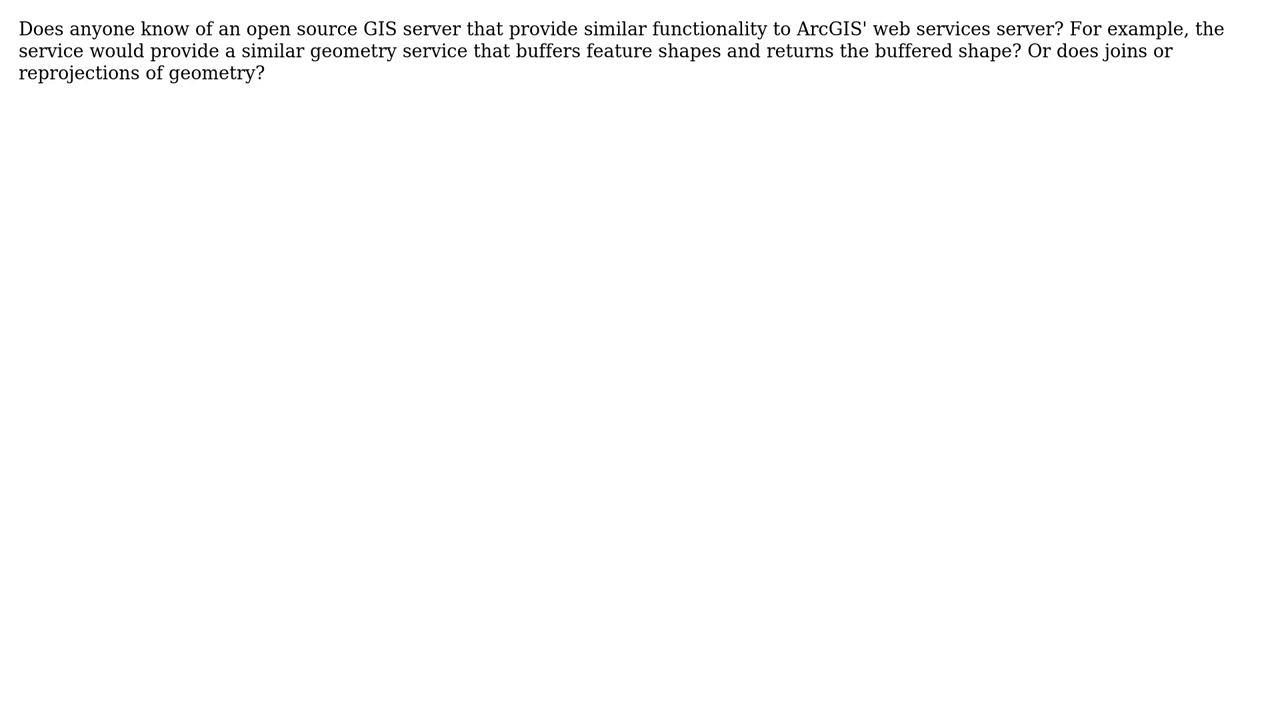 Does anyone know of an open source GIS server that provide similar functionality to ArcGIS' web services server? For example, the
service would provide a similar geometry service that buffers feature shapes and returns the buffered shape? Or does joins or
reprojections of geometry?